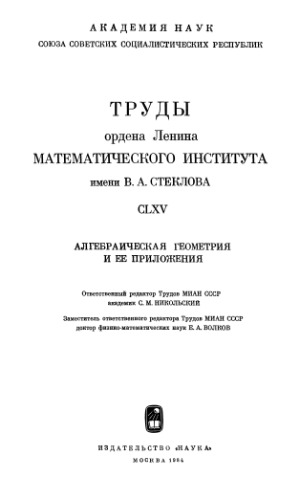 АКАДЕМИЯ НАУК
СОЮЗА СОВЕТСКИХ СОЦИАЛИСТИЧЕСКИХ РЕСПУБЛИК
ТРУДЫ
ордена Ленина
МАТЕМАТИЧЕСКОГО ИНСТИТУТА
имени В. А. СТЕКЛОВА
CLXV
АЛГЕБРАИЧЕСКАЯ ГЕОМЕТРИЯ
И ЕЕ ПРИЛОЖЕНИЯ
Ответственный редактор Трудов МИАН СССР
академик С. М. НИКОЛЬСКИЙ
Заместитель ответственного редактора Трудов МИАН СССР
доктор физико-математических наук Е. А. ВОЛКОВ
ИЗДАТЕЛЬСТВО «НАУКА»
МОСКВА 1984